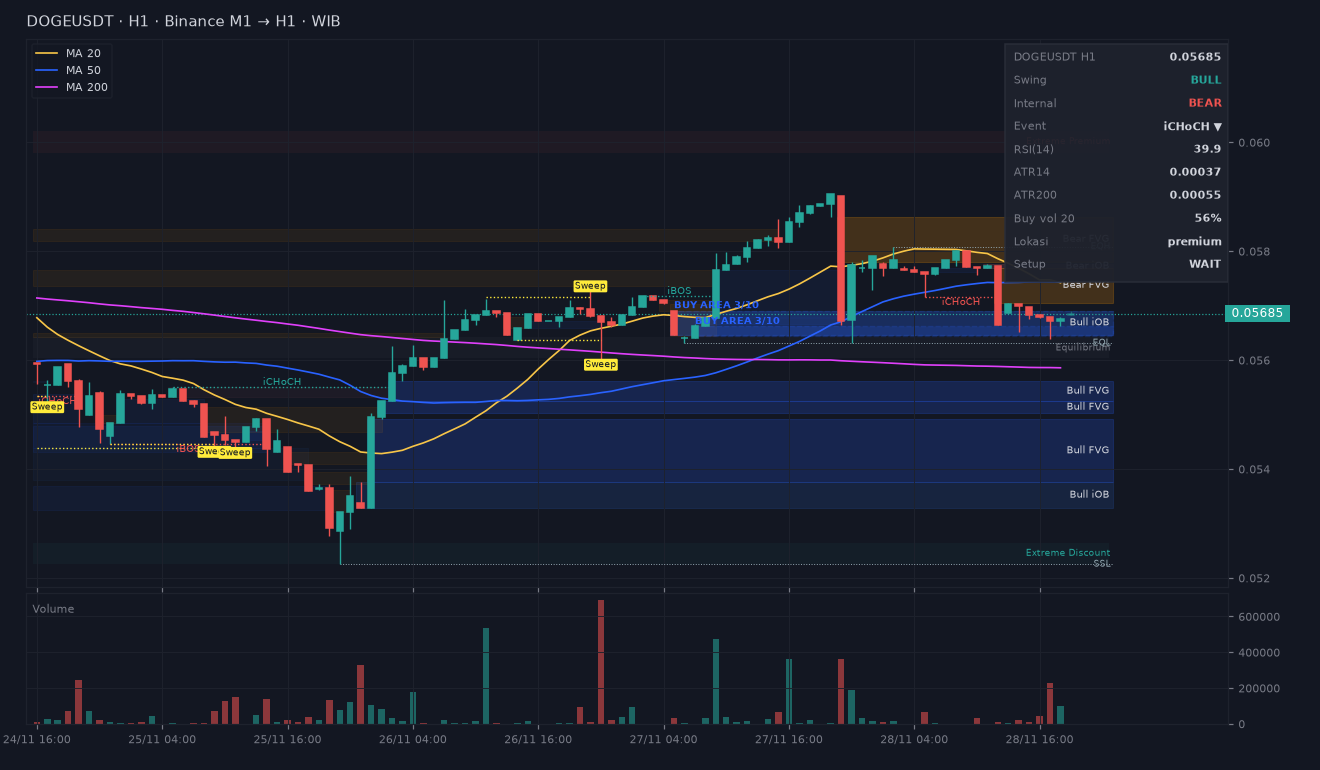 DOGEUSDT · H1 · Binance M1 → H1 · WIB
MA 20
MA 50
MA 200
DOGEUSDT H1 0.05685
Swing BULL
Internal BEAR
Event iCHoCH ▼
RSI(14) 39.9
ATR14 0.00037
ATR200 0.00055
Buy vol 20 56%
Lokasi premium
Setup WAIT
0.060
0.058
0.05685
0.056
0.054
0.052
Bear FVG
Bull iOB
EQL
Equilibrium
Bull FVG
Bull FVG
Bull FVG
Bull iOB
Extreme Discount
SSL
Sweep
iBOS
BUY AREA 3/10
BUY AREA 3/10
iCHoCH
Sweep
iCHoCH
Sweep
Sweep
Volume
600000
400000
200000
0
24/11 16:00 25/11 04:00 25/11 16:00 26/11 04:00 26/11 16:00 27/11 04:00 27/11 16:00 28/11 04:00 28/11 16:00